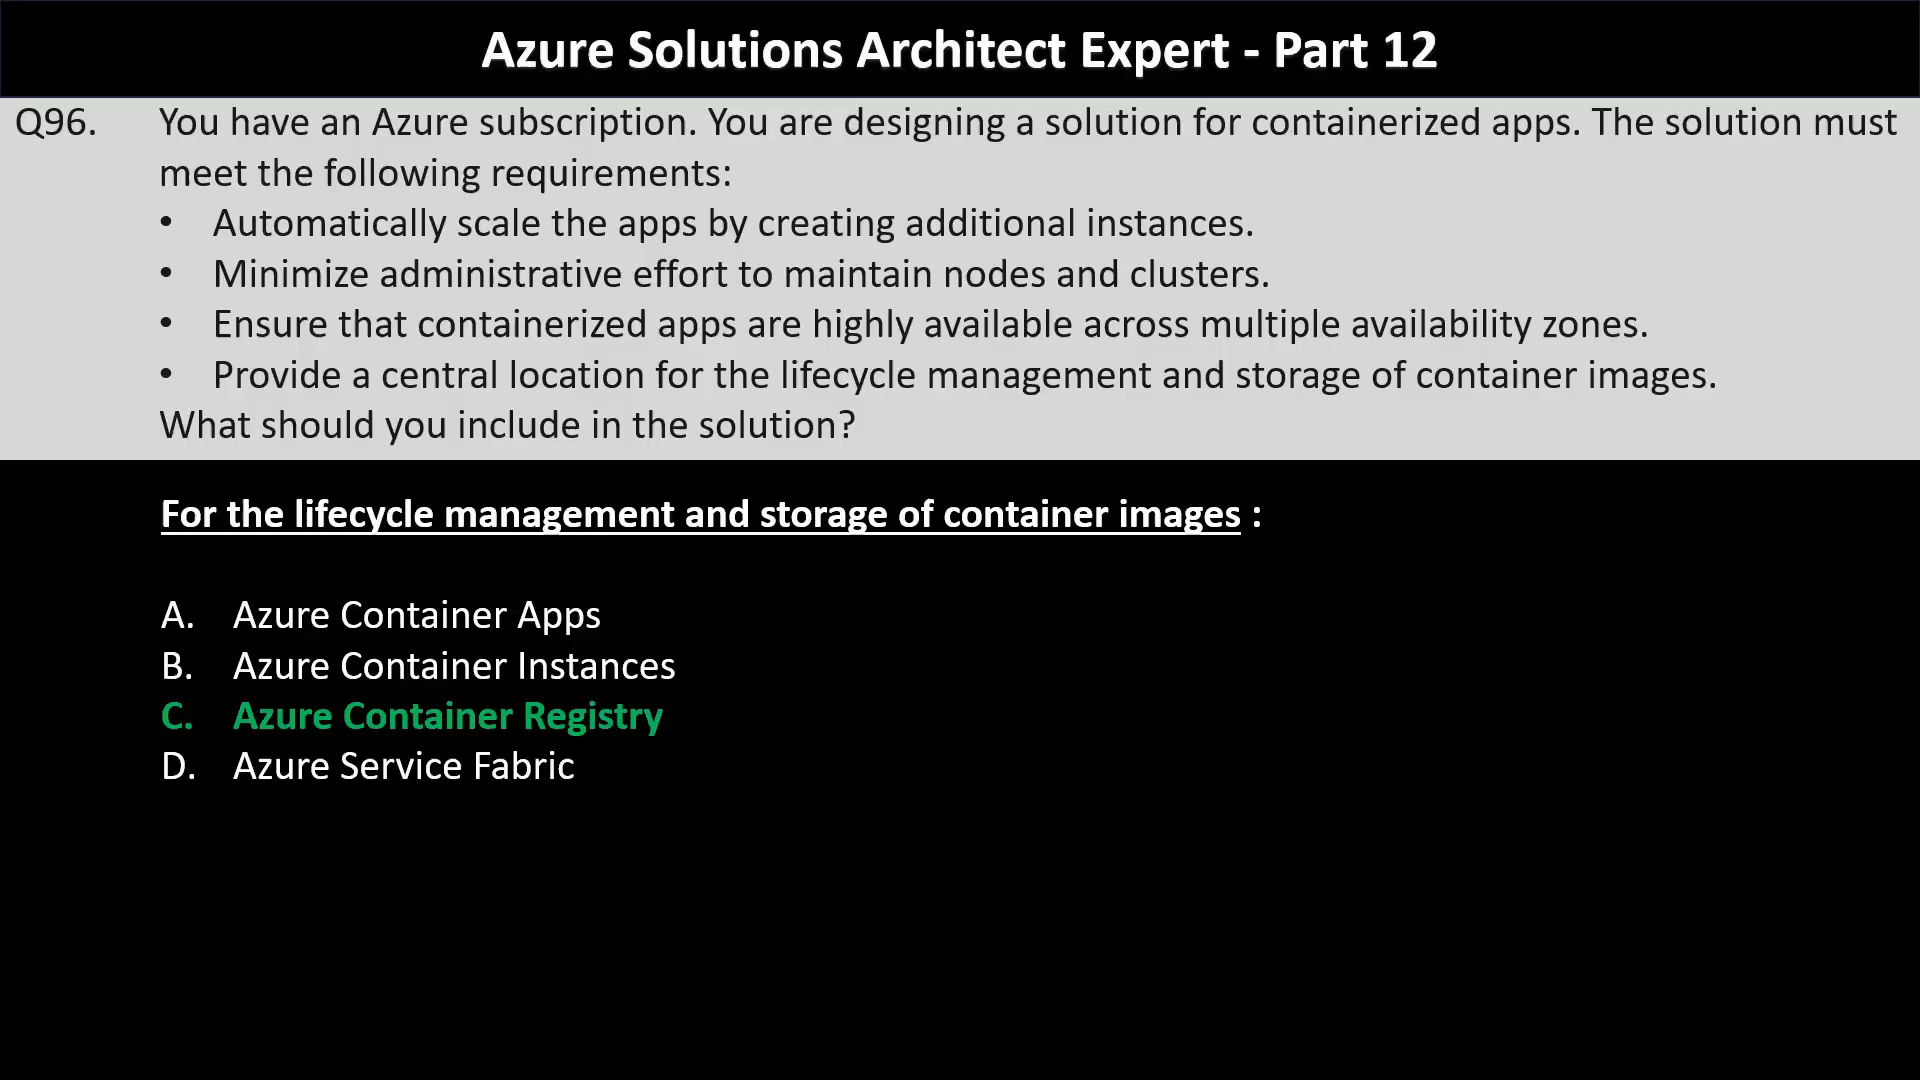 Azure Solutions Architect Expert - Part 12
Q96. You have an Azure subscription. You are designing a solution for containerized apps. The solution must
meet the following requirements:
• Automatically scale the apps by creating additional instances.
• Minimize administrative effort to maintain nodes and clusters.
• Ensure that containerized apps are highly available across multiple availability zones.
• Provide a central location for the lifecycle management and storage of container images.
What should you include in the solution?
For the lifecycle management and storage of container images :
A. Azure Container Apps
B. Azure Container Instances
C. Azure Container Registry
D. Azure Service Fabric